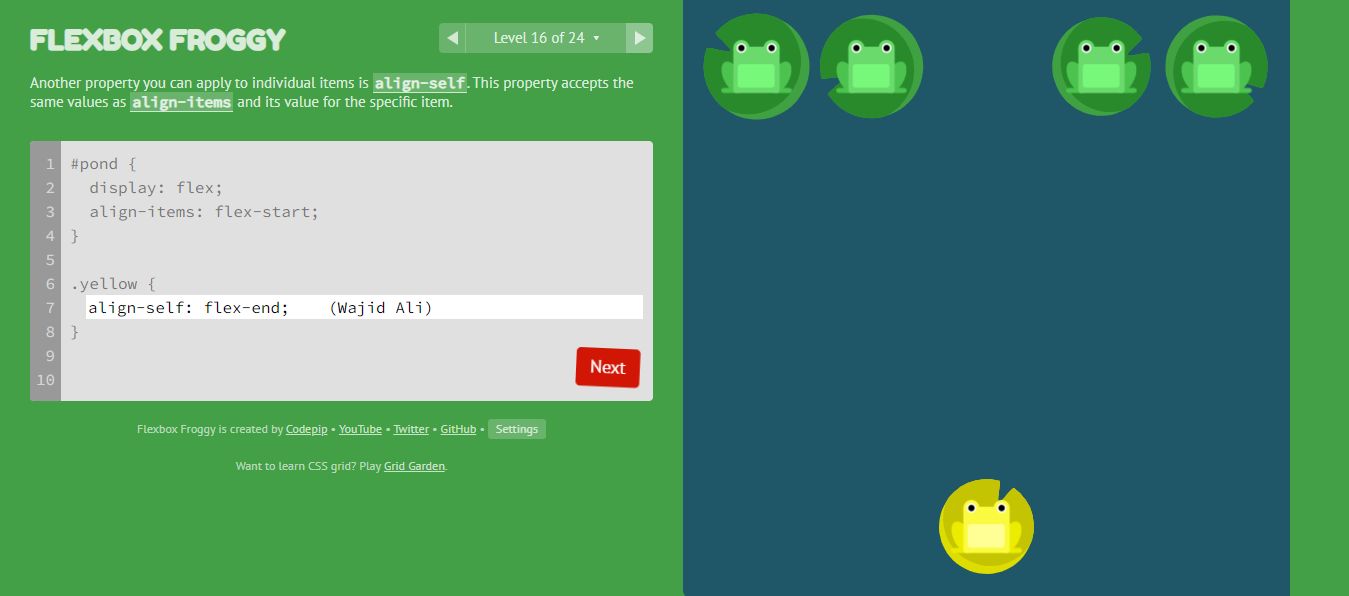 FLEXBOX FROGGY
◀ Level 16 of 24 ▾ ▶
Another property you can apply to individual items is align-self. This property accepts the
same values as align-items and its value for the specific item.
1 #pond {
2 display: flex;
3 align-items: flex-start;
4 }
5
6 .yellow {
7 align-self: flex-end; (Wajid Ali)
8 }
9
10
Next
Flexbox Froggy is created by Codepip • YouTube • Twitter • GitHub • Settings
Want to learn CSS grid? Play Grid Garden.